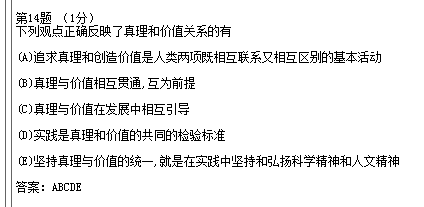 第14题 （1分）
下列观点正确反映了真理和价值关系的有
(A)追求真理和创造价值是人类两项既相互联系又相互区别的基本活动
(B)真理与价值相互贯通,互为前提
(C)真理与价值在发展中相互引导
(D)实践是真理和价值的共同的检验标准
(E)坚持真理与价值的统一,就是在实践中坚持和弘扬科学精神和人文精神
答案：ABCDE